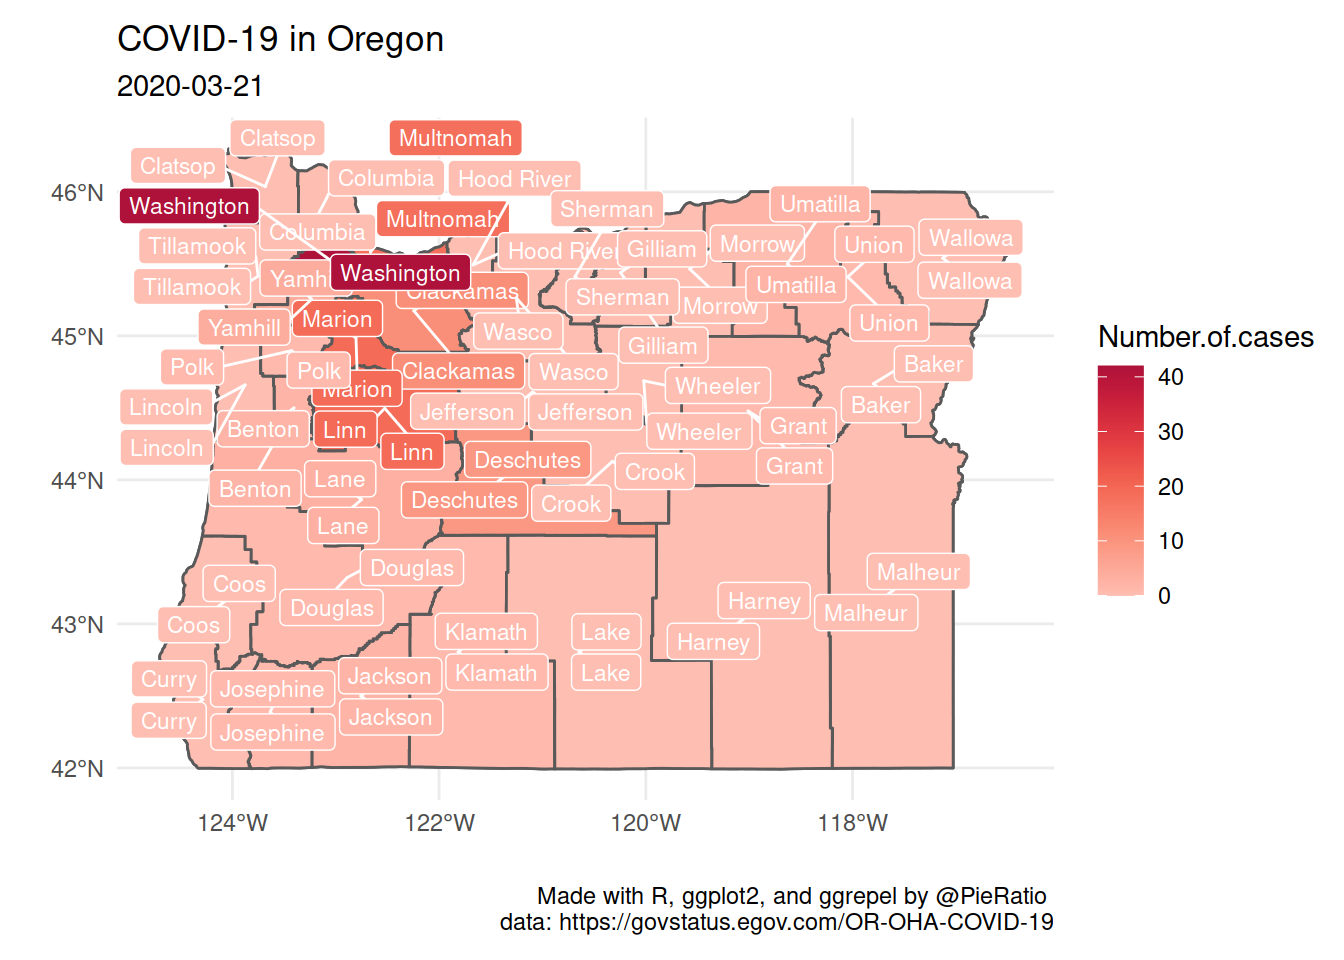 COVID-19 in Oregon
2020-03-21
Clatsop
Multnomah
Clatsop
Columbia
Hood River
Washington
Sherman
Umatilla
Multnomah
Columbia
Wallowa
Tillamook
Hood River
Gilliam
Morrow
Union
Washington
Yamh
Tillamook
Clackamas
Sherman
Umatilla
Wallowa
Morrow
Marion
Yamhill
Wasco
Union
Gilliam
Polk
Polk
Clackamas
Wasco
Baker
Marion
Wheeler
Lincoln
Jefferson
Jefferson
Baker
Benton
Linn
Wheeler
Grant
Lincoln
Linn
Deschutes
Crook
Grant
Benton
Lane
Deschutes
Crook
Lane
Douglas
Malheur
Coos
Douglas
Harney
Malheur
Coos
Klamath
Lake
Harney
Curry
Josephine
Jackson
Klamath
Lake
Curry
Josephine
Jackson
46°N
45°N
44°N
43°N
42°N
124°W
122°W
120°W
118°W
Number.of.cases
40
30
20
10
0
Made with R, ggplot2, and ggrepel by @PieRatio
data: https://govstatus.egov.com/OR-OHA-COVID-19